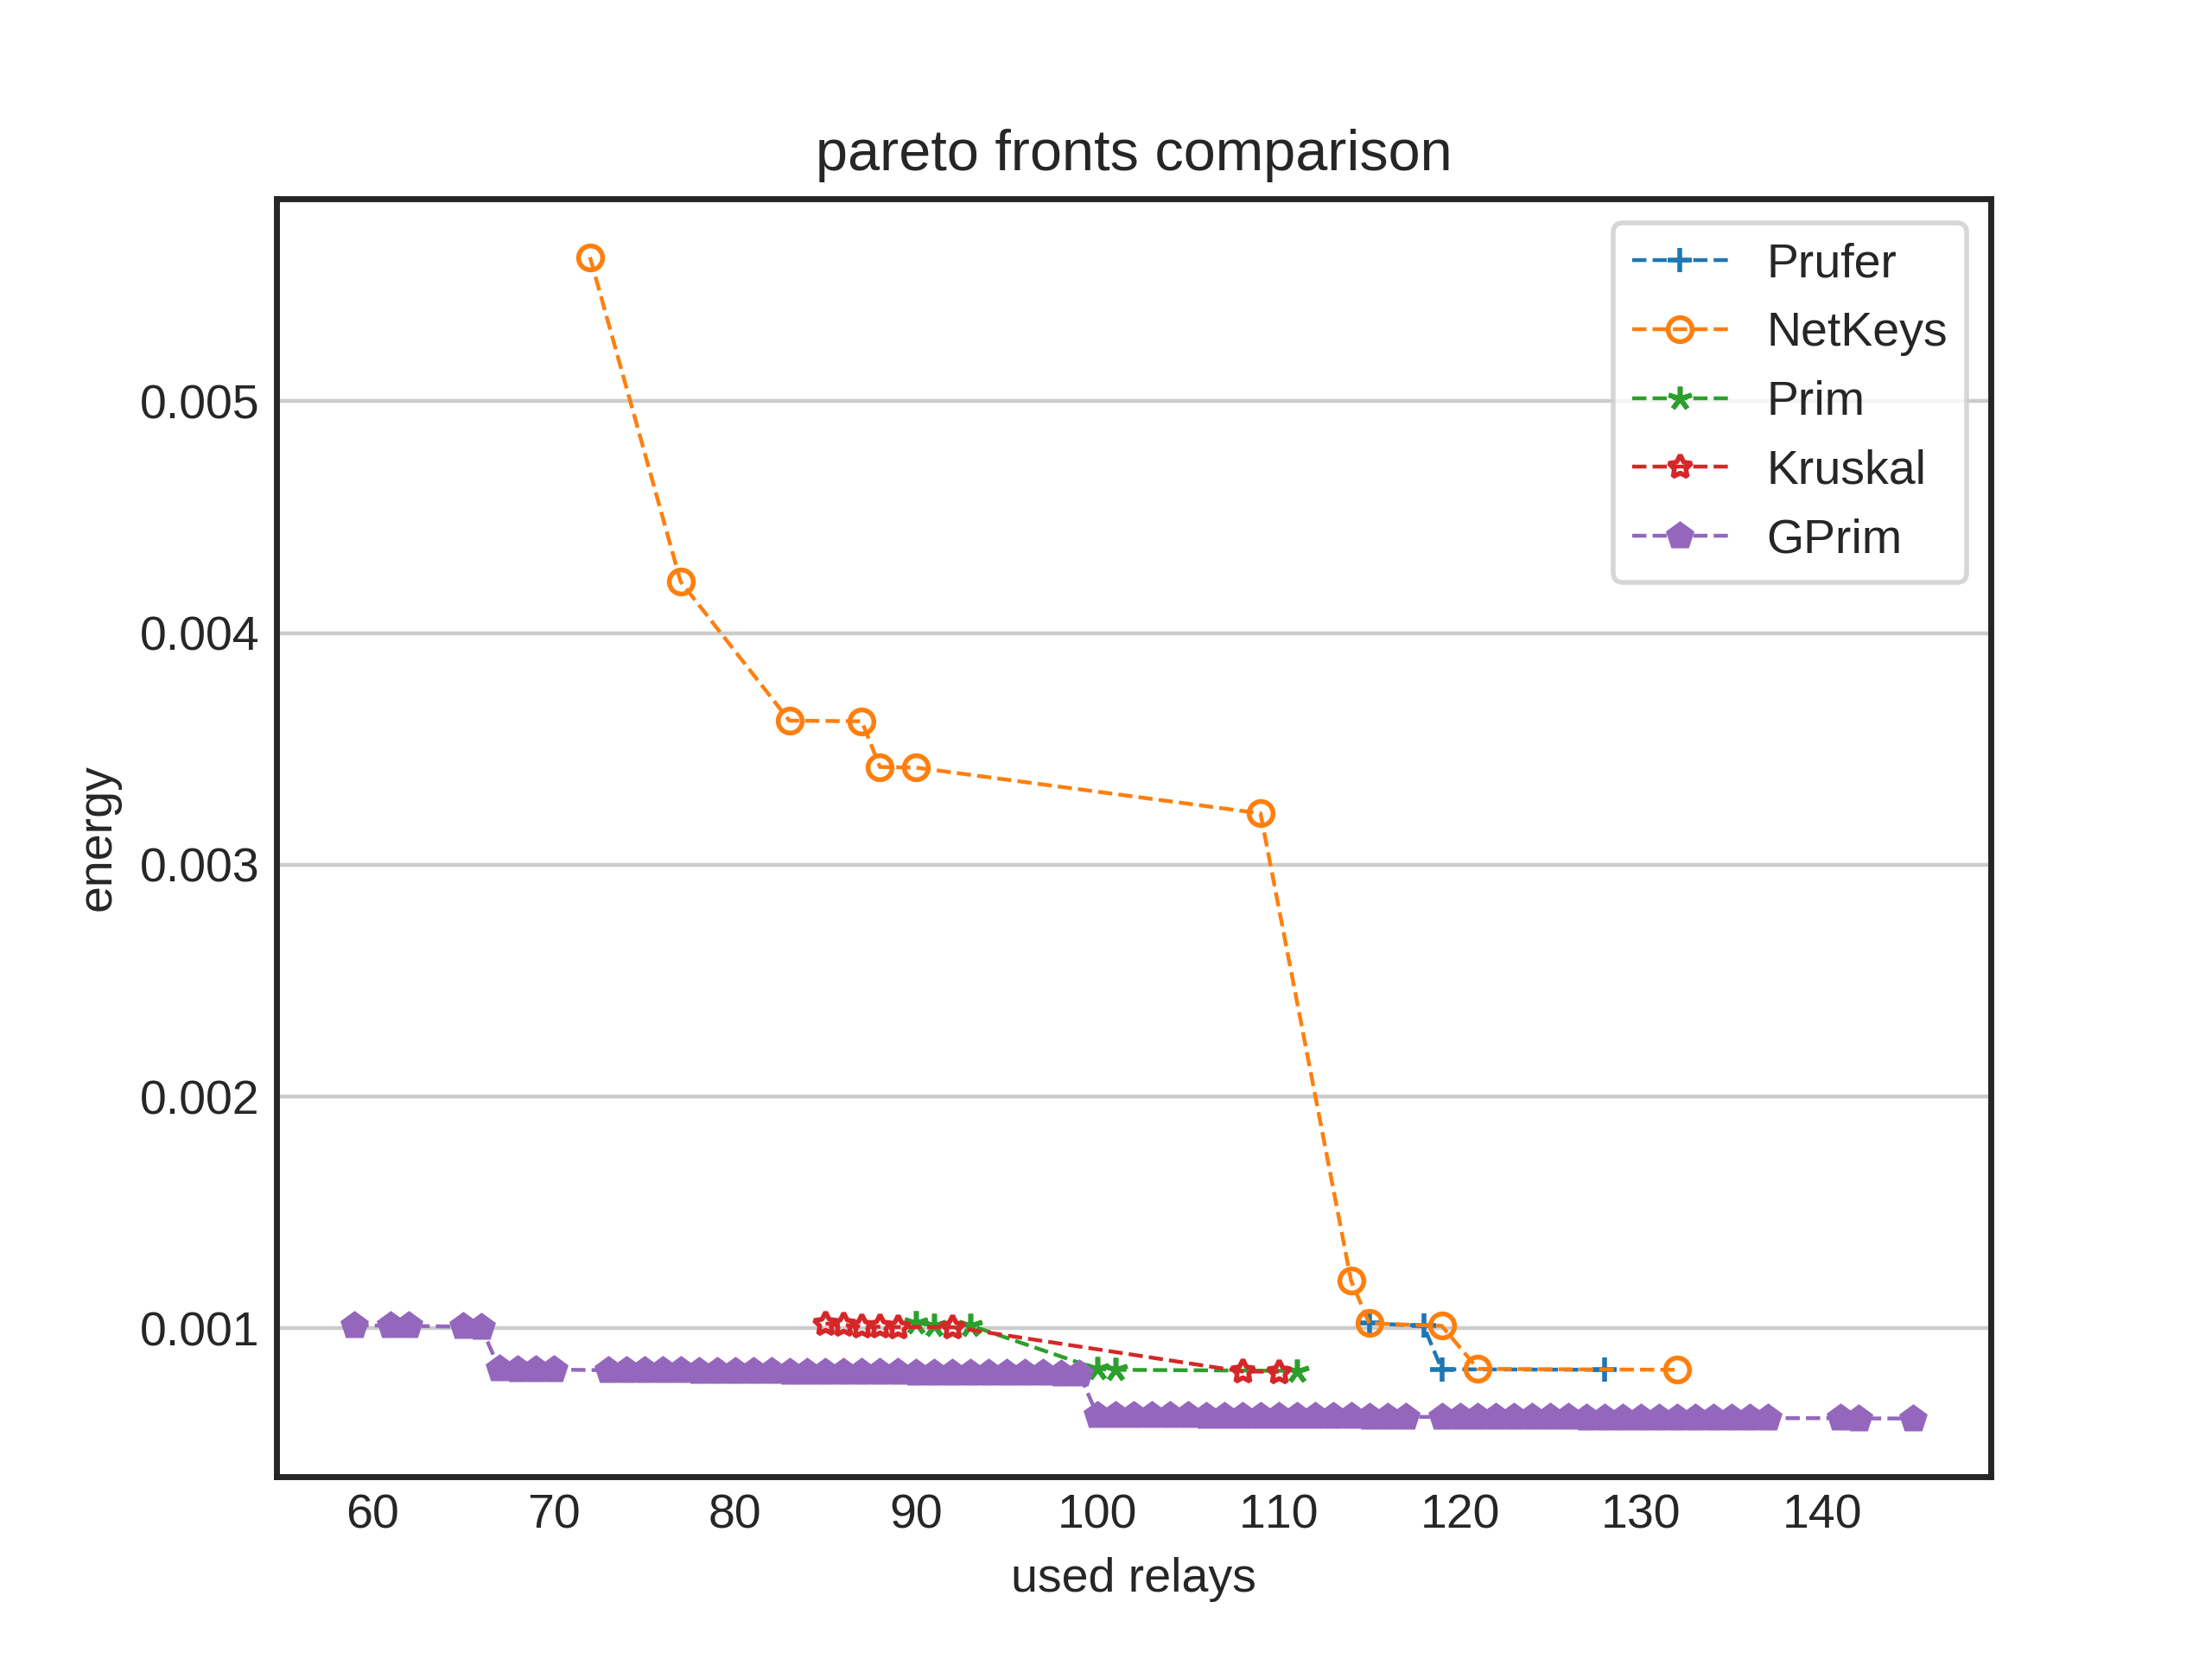 pareto fronts comparison
Prufer
NetKeys
Prim
Kruskal
GPrim
0.005
0.004
0.003
0.002
0.001
energy
60 70 80 90 100 110 120 130 140
used relays